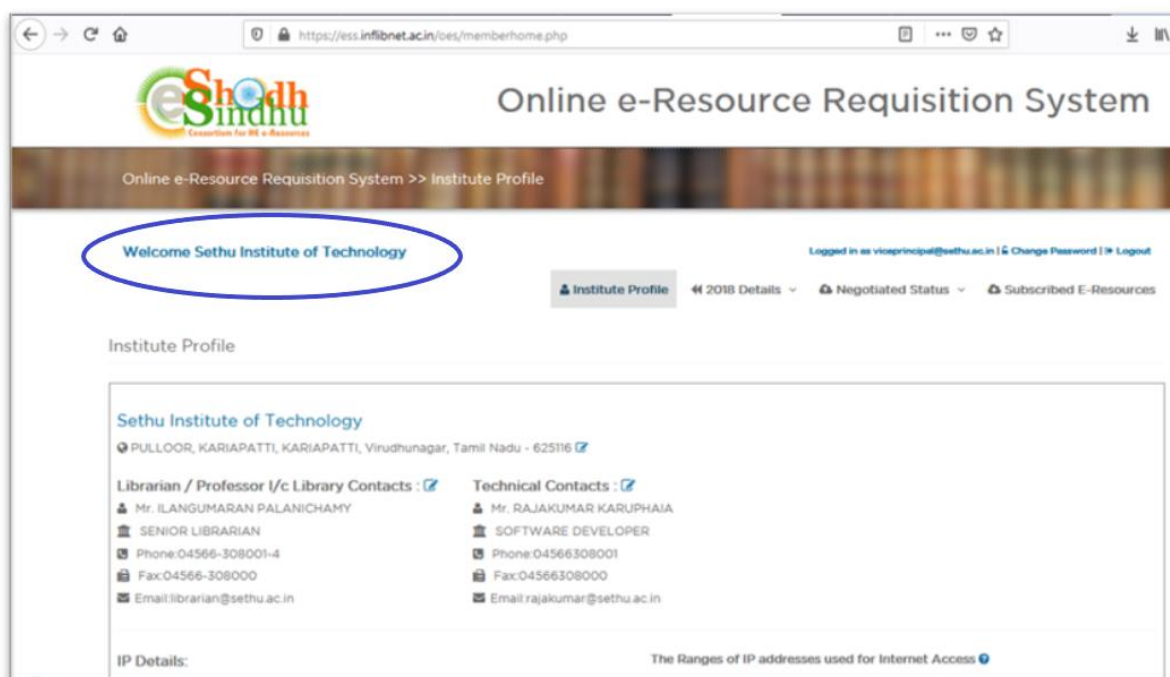 https://ess.inflibnet.ac.in/oes/memberhome.php
e Shodh
Sindhu
Consortium for HE e-Resources
Online e-Resource Requisition System
Online e-Resource Requisition System >> Institute Profile
Welcome Sethu Institute of Technology
Logged in as viceprincipal@sethu.ac.in | Change Password | Logout
Institute Profile 2018 Details Negotiated Status Subscribed E-Resources
Institute Profile
Sethu Institute of Technology
PULLOOR, KARIAPATTI, KARIAPATTI, Virudhunagar, Tamil Nadu - 625116
Librarian / Professor I/c Library Contacts : Technical Contacts :
Mr. ILANGUMARAN PALANICHAMY Mr. RAJAKUMAR KARUPHAIA
SENIOR LIBRARIAN SOFTWARE DEVELOPER
Phone:04566-308001-4 Phone:04566308001
Fax:04566-308000 Fax:04566308000
Email:librarian@sethu.ac.in Email:rajakumar@sethu.ac.in
IP Details: The Ranges of IP addresses used for Internet Access